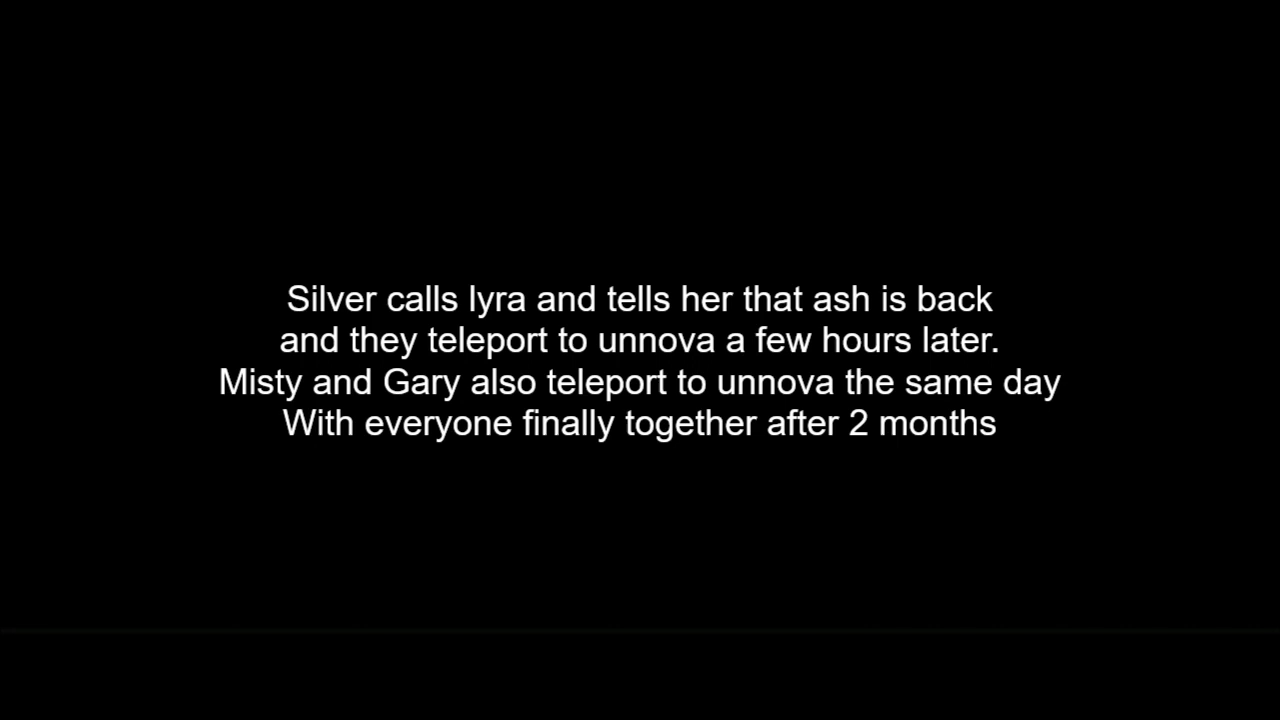 Silver calls lyra and tells her that ash is back
and they teleport to unnova a few hours later.
Misty and Gary also teleport to unnova the same day
With everyone finally together after 2 months